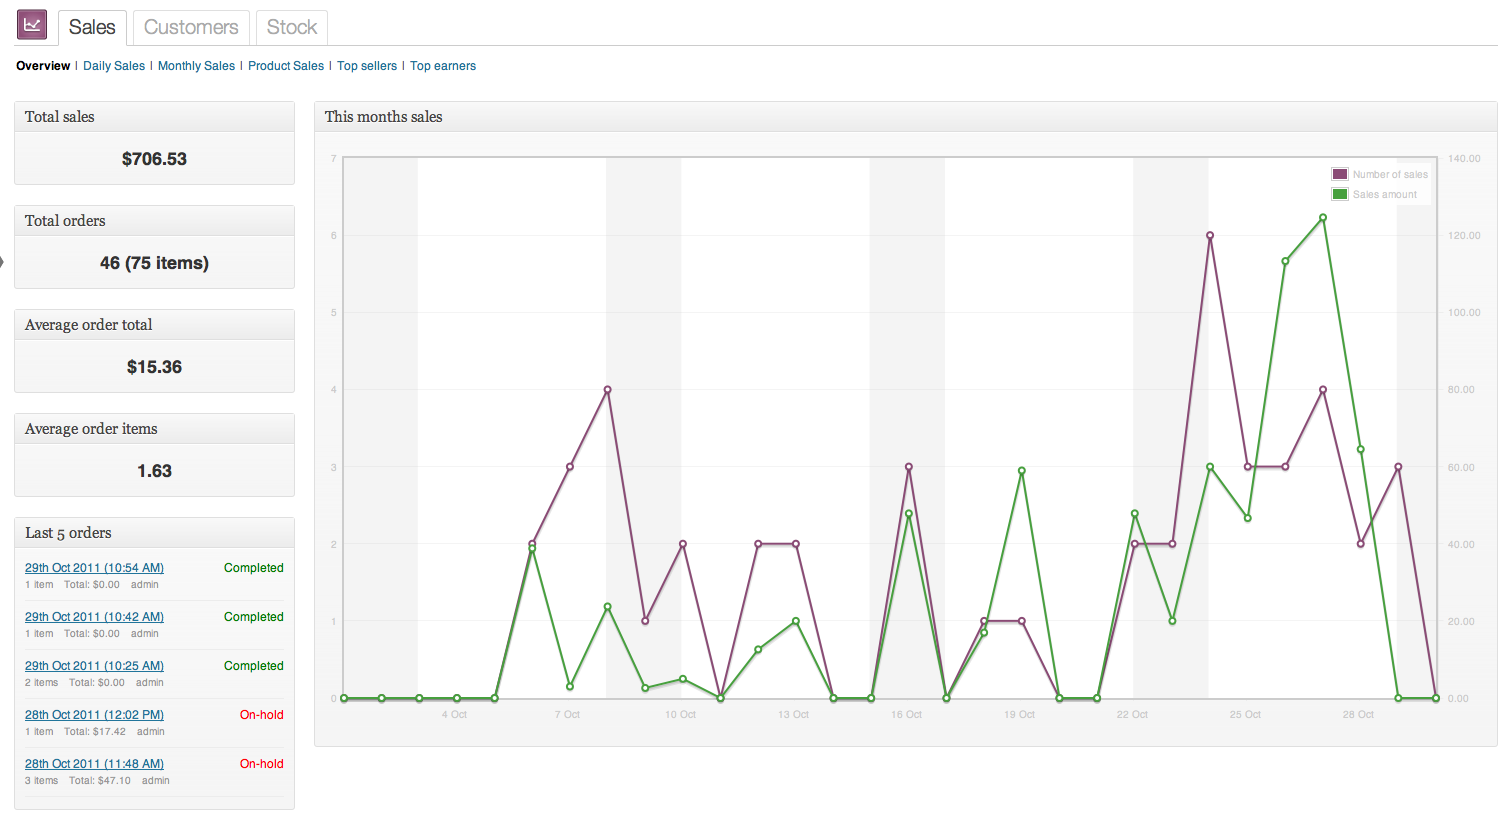 Sales Customers Stock
Overview | Daily Sales | Monthly Sales | Product Sales | Top sellers | Top earners
Total sales
$706.53
Total orders
46 (75 items)
Average order total
$15.36
Average order items
1.63
Last 5 orders
29th Oct 2011 (10:54 AM) Completed
1 item Total: $0.00 admin
29th Oct 2011 (10:42 AM) Completed
1 item Total: $0.00 admin
29th Oct 2011 (10:25 AM) Completed
2 items Total: $0.00 admin
28th Oct 2011 (12:02 PM) On-hold
1 item Total: $17.42 admin
28th Oct 2011 (11:48 AM) On-hold
3 items Total: $47.10 admin
This months sales
7 140.00
Number of sales
Sales amount
6 120.00
5 100.00
4 80.00
3 60.00
2 40.00
1 20.00
0 0.00
4 Oct 7 Oct 10 Oct 13 Oct 16 Oct 19 Oct 22 Oct 25 Oct 28 Oct